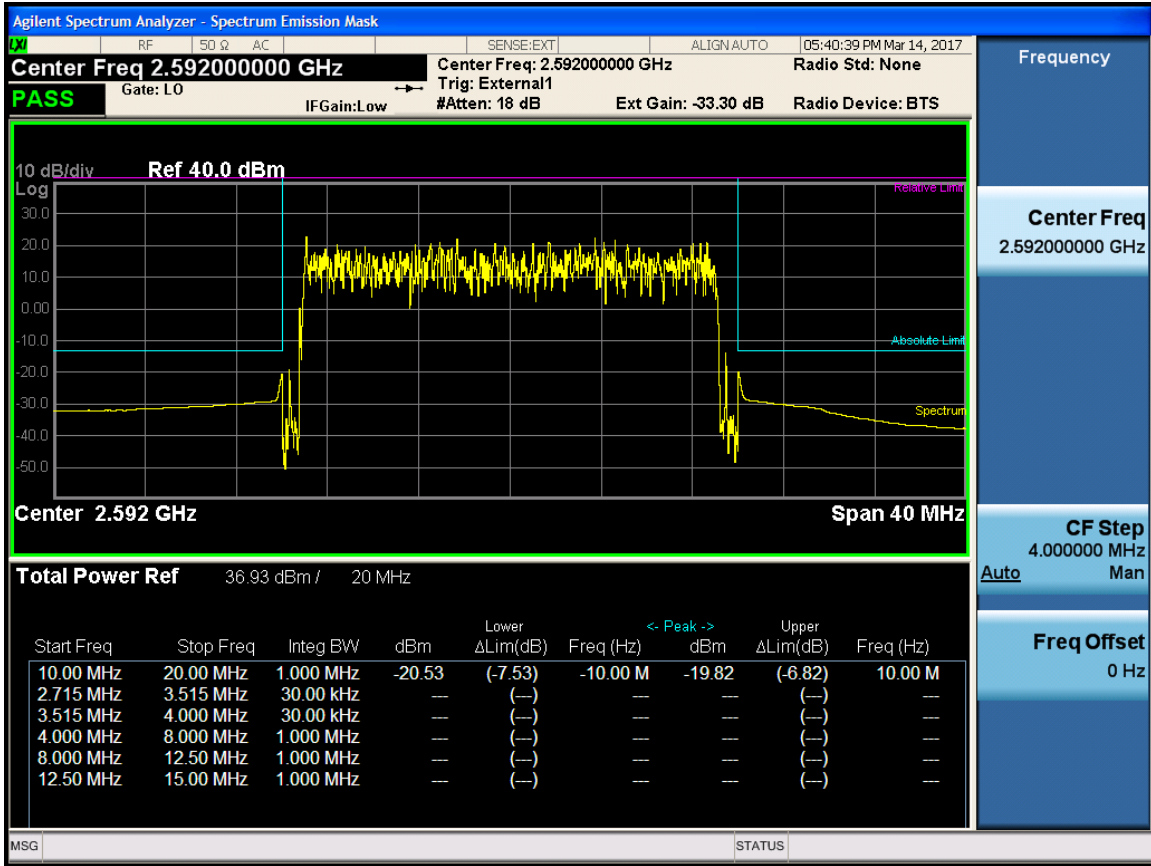 Agilent Spectrum Analyzer - Spectrum Emission Mask
LXI RF 50 Ω AC SENSE:EXT ALIGN AUTO 05:40:39 PM Mar 14, 2017
Center Freq 2.592000000 GHz Center Freq: 2.592000000 GHz Radio Std: None
Gate: LO Trig: External1
PASS IFGain:Low #Atten: 18 dB Ext Gain: -33.30 dB Radio Device: BTS
10 dB/div Ref 40.0 dBm
Log
Relative Limit
30.0
20.0
10.0
0.00
-10.0
Absolute Limit
-20.0
-30.0
Spectrum
-40.0
-50.0
Center 2.592 GHz Span 40 MHz
Total Power Ref 36.93 dBm / 20 MHz
Lower <- Peak -> Upper
Start Freq Stop Freq Integ BW dBm ΔLim(dB) Freq (Hz) dBm ΔLim(dB) Freq (Hz)
10.00 MHz 20.00 MHz 1.000 MHz -20.53 (-7.53) -10.00 M -19.82 (-6.82) 10.00 M
2.715 MHz 3.515 MHz 30.00 kHz --- (---) --- --- (---) ---
3.515 MHz 4.000 MHz 30.00 kHz --- (---) --- --- (---) ---
4.000 MHz 8.000 MHz 1.000 MHz --- (---) --- --- (---) ---
8.000 MHz 12.50 MHz 1.000 MHz --- (---) --- --- (---) ---
12.50 MHz 15.00 MHz 1.000 MHz --- (---) --- --- (---) ---
Frequency
Center Freq
2.592000000 GHz
CF Step
4.000000 MHz
Auto Man
Freq Offset
0 Hz
MSG STATUS